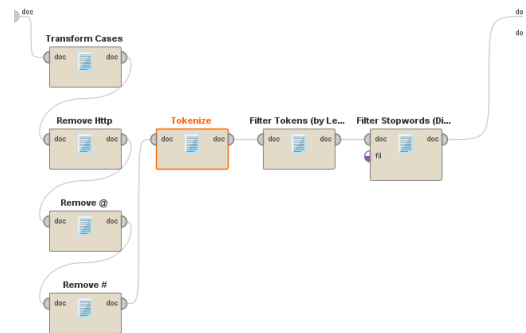 doc
do
do
Transform Cases
doc doc
Remove Http
doc doc
Tokenize
doc doc
Filter Tokens (by Le...
doc doc
Filter Stopwords (Di...
doc doc
fil
Remove @
doc doc
Remove #
doc doc